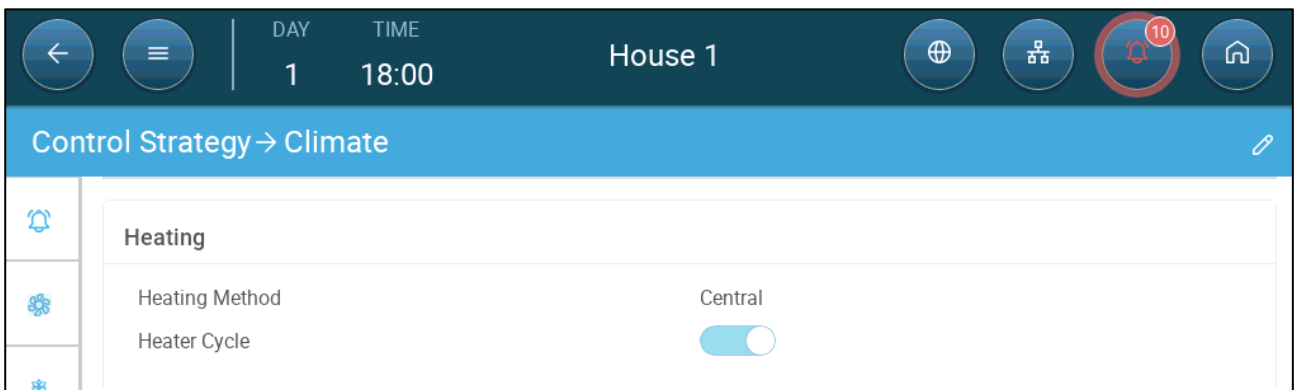 DAY TIME
1 18:00
House 1
10
Control Strategy→Climate
Heating
Heating Method Central
Heater Cycle